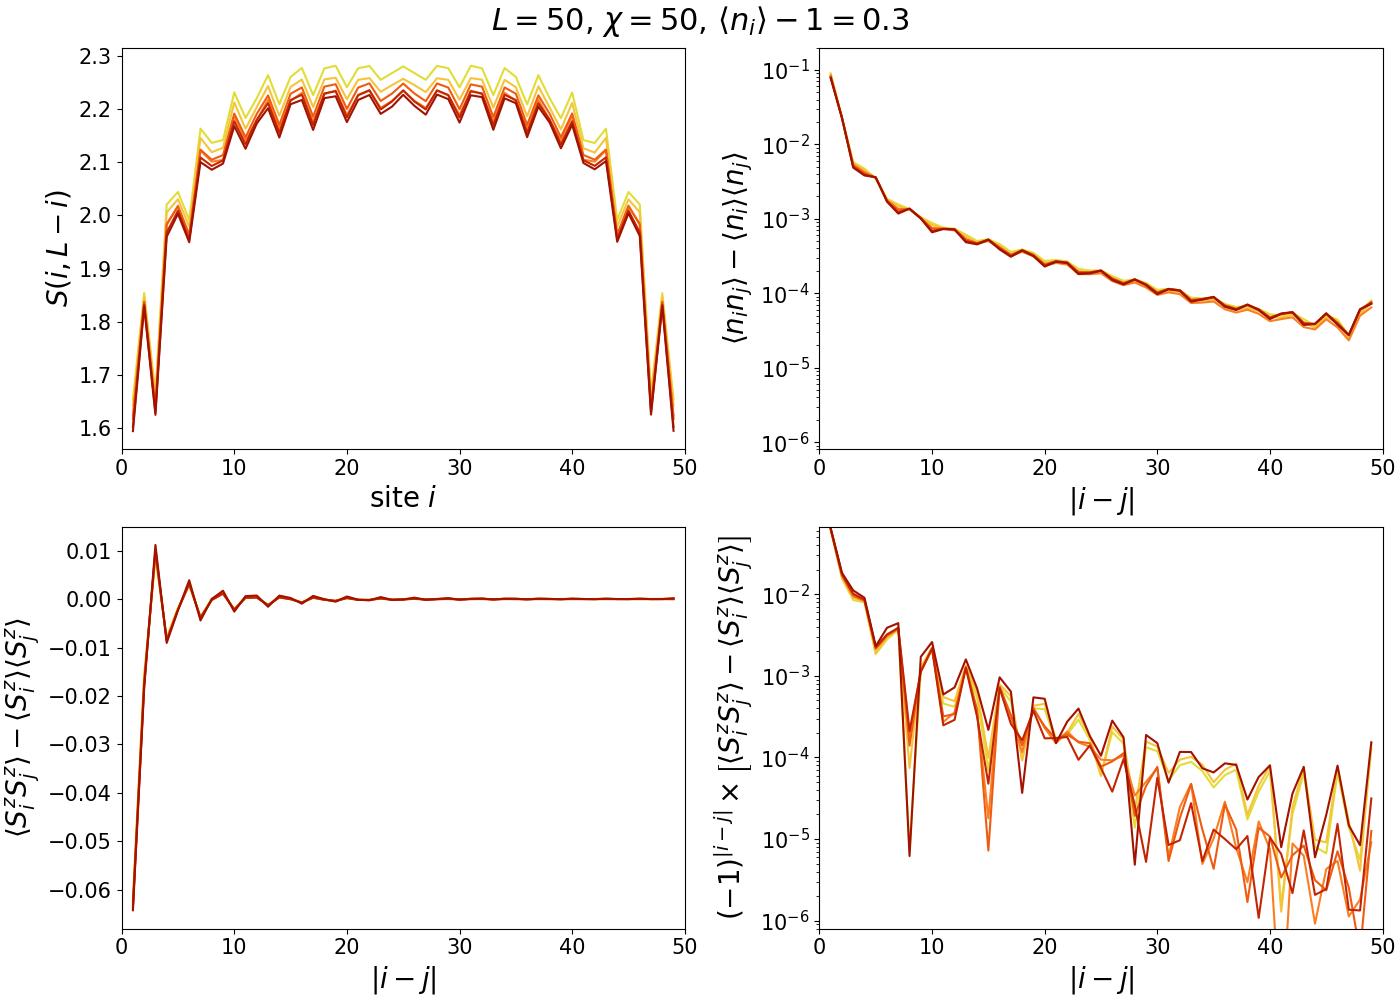 L = 50, χ = 50, ⟨n_i⟩ − 1 = 0.3
2.3
2.2
2.1
2.0
1.9
1.8
1.7
1.6
S(i, L − i)
0 10 20 30 40 50
site i
10^{-1}
10^{-2}
10^{-3}
10^{-4}
10^{-5}
10^{-6}
⟨n_i n_j⟩ − ⟨n_i⟩⟨n_j⟩
0 10 20 30 40 50
|i − j|
0.01
0.00
−0.01
−0.02
−0.03
−0.04
−0.05
−0.06
⟨S_i^z S_j^z⟩ − ⟨S_i^z⟩⟨S_j^z⟩
0 10 20 30 40 50
|i − j|
10^{-2}
10^{-3}
10^{-4}
10^{-5}
10^{-6}
(−1)^{|i−j|} × [⟨S_i^z S_j^z⟩ − ⟨S_i^z⟩⟨S_j^z⟩]
0 10 20 30 40 50
|i − j|